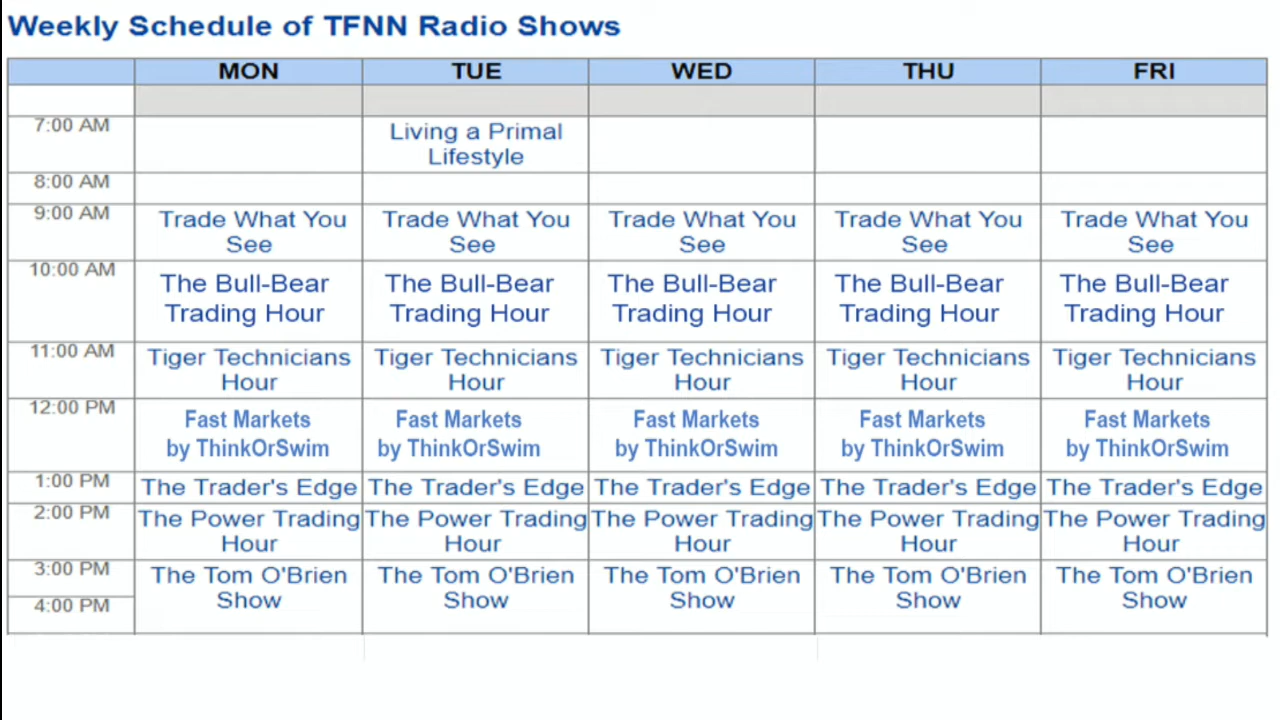 Weekly Schedule of TFNN Radio Shows
MON TUE WED THU FRI
7:00 AM Living a Primal
Lifestyle
8:00 AM
9:00 AM Trade What You Trade What You Trade What You Trade What You Trade What You
See See See See See
10:00 AM The Bull-Bear The Bull-Bear The Bull-Bear The Bull-Bear The Bull-Bear
Trading Hour Trading Hour Trading Hour Trading Hour Trading Hour
11:00 AM Tiger Technicians Tiger Technicians Tiger Technicians Tiger Technicians Tiger Technicians
Hour Hour Hour Hour Hour
12:00 PM Fast Markets Fast Markets Fast Markets Fast Markets Fast Markets
by ThinkOrSwim by ThinkOrSwim by ThinkOrSwim by ThinkOrSwim by ThinkOrSwim
1:00 PM The Trader's Edge The Trader's Edge The Trader's Edge The Trader's Edge The Trader's Edge
2:00 PM The Power Trading The Power Trading The Power Trading The Power Trading The Power Trading
Hour Hour Hour Hour Hour
3:00 PM The Tom O'Brien The Tom O'Brien The Tom O'Brien The Tom O'Brien The Tom O'Brien
4:00 PM Show Show Show Show Show